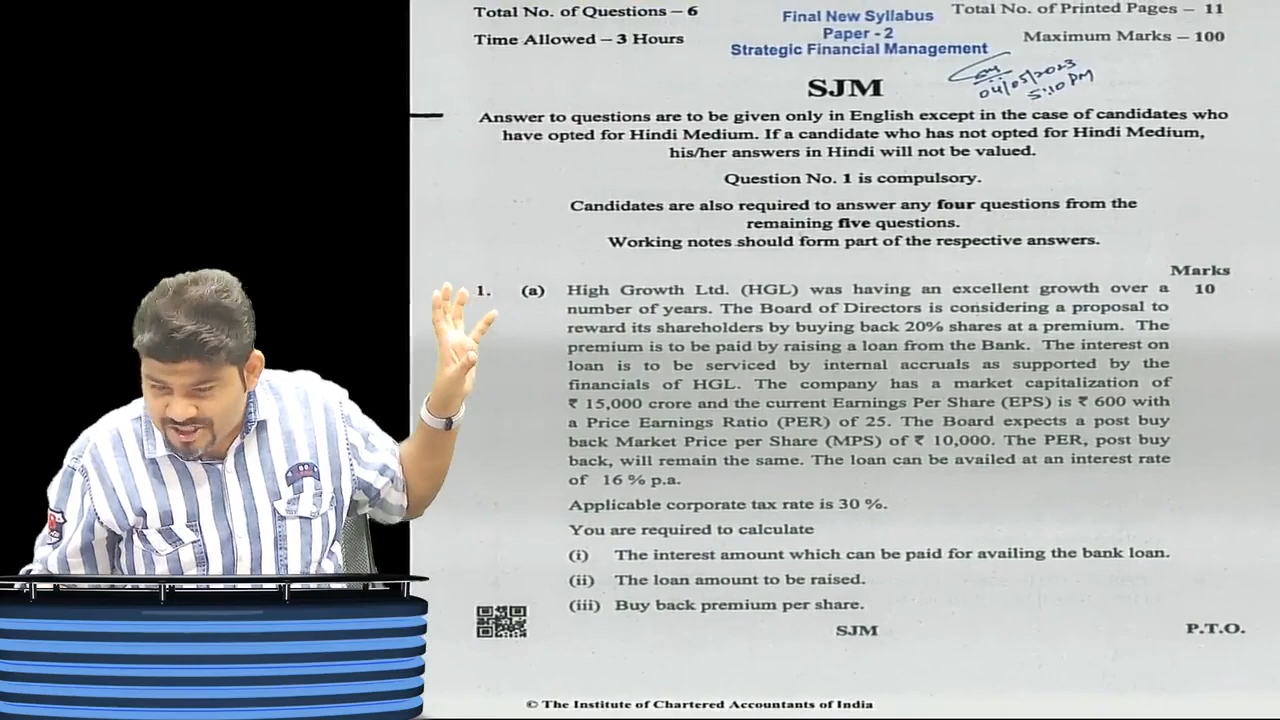 Total No. of Questions – 6
Final New Syllabus
Total No. of Printed Pages – 11
Paper - 2
Time Allowed – 3 Hours
Strategic Financial Management
Maximum Marks – 100
04/05/2023
5:10 PM
SJM
Answer to questions are to be given only in English except in the case of candidates who
have opted for Hindi Medium. If a candidate who has not opted for Hindi Medium,
his/her answers in Hindi will not be valued.
Question No. 1 is compulsory.
Candidates are also required to answer any four questions from the
remaining five questions.
Working notes should form part of the respective answers.
Marks
1. (a) High Growth Ltd. (HGL) was having an excellent growth over a 10
number of years. The Board of Directors is considering a proposal to
reward its shareholders by buying back 20% shares at a premium. The
premium is to be paid by raising a loan from the Bank. The interest on
loan is to be serviced by internal accruals as supported by the
financials of HGL. The company has a market capitalization of
₹ 15,000 crore and the current Earnings Per Share (EPS) is ₹ 600 with
a Price Earnings Ratio (PER) of 25. The Board expects a post buy
back Market Price per Share (MPS) of ₹ 10,000. The PER, post buy
back, will remain the same. The loan can be availed at an interest rate
of 16 % p.a.
Applicable corporate tax rate is 30 %.
You are required to calculate
(i) The interest amount which can be paid for availing the bank loan.
(ii) The loan amount to be raised.
(iii) Buy back premium per share.
SJM
P.T.O.
© The Institute of Chartered Accountants of India